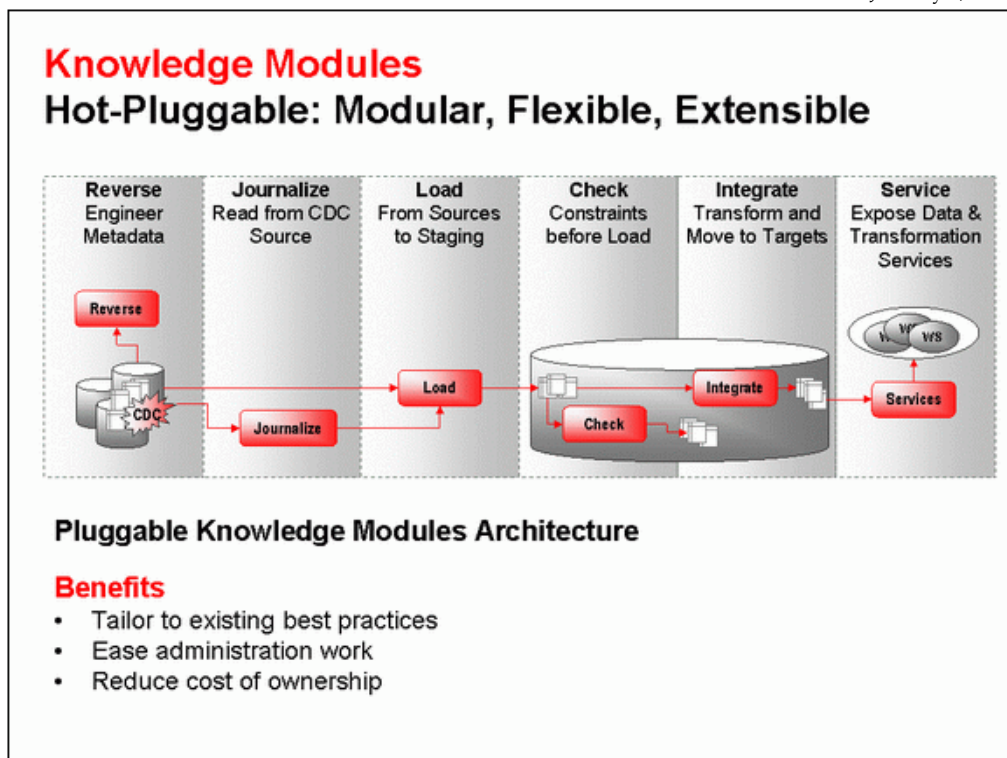 Knowledge Modules
Hot-Pluggable: Modular, Flexible, Extensible
Reverse
Engineer
Metadata
Journalize
Read from CDC
Source
Load
From Sources
to Staging
Check
Constraints
before Load
Integrate
Transform and
Move to Targets
Service
Expose Data &
Transformation
Services
Reverse
CDC
Journalize
Load
Check
Integrate
Services
WS
Pluggable Knowledge Modules Architecture
Benefits
• Tailor to existing best practices
• Ease administration work
• Reduce cost of ownership